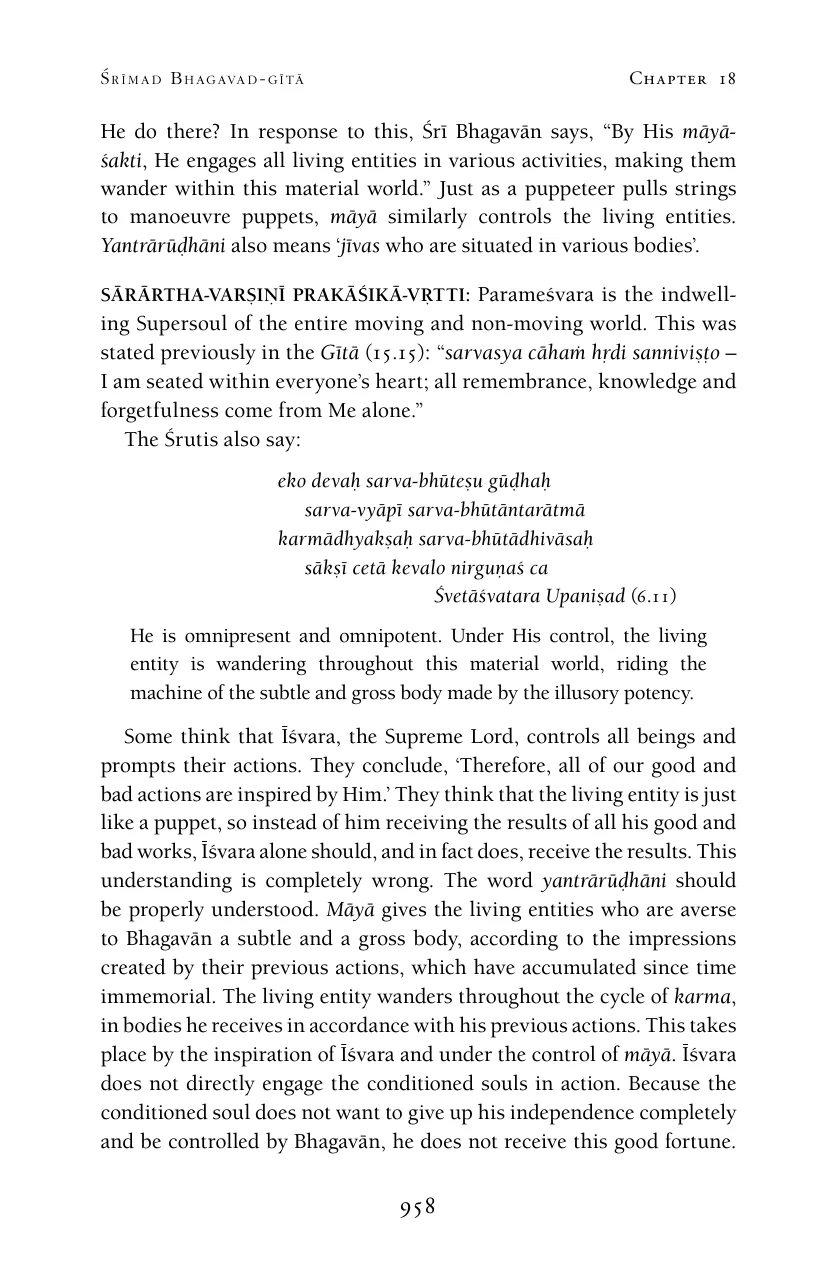 Śrīmad Bhagavad-gītā Chapter 18
He do there? In response to this, Śrī Bhagavān says, “By His māyā-
śakti, He engages all living entities in various activities, making them
wander within this material world.” Just as a puppeteer pulls strings
to manoeuvre puppets, māyā similarly controls the living entities.
Yantrārūḍhāni also means ‘jīvas who are situated in various bodies’.
SĀRĀRTHA-VARṢIṆĪ PRAKĀŚIKĀ-VṚTTI: Parameśvara is the indwell-
ing Supersoul of the entire moving and non-moving world. This was
stated previously in the Gītā (15.15): “sarvasya cāhaṁ hṛdi sanniviṣṭo –
I am seated within everyone’s heart; all remembrance, knowledge and
forgetfulness come from Me alone.”
The Śrutis also say:
eko devaḥ sarva-bhūteṣu gūḍhaḥ
sarva-vyāpī sarva-bhūtāntarātmā
karmādhyakṣaḥ sarva-bhūtādhivāsaḥ
sākṣī cetā kevalo nirguṇaś ca
Śvetāśvatara Upaniṣad (6.11)
He is omnipresent and omnipotent. Under His control, the living
entity is wandering throughout this material world, riding the
machine of the subtle and gross body made by the illusory potency.
Some think that Īśvara, the Supreme Lord, controls all beings and
prompts their actions. They conclude, ‘Therefore, all of our good and
bad actions are inspired by Him.’ They think that the living entity is just
like a puppet, so instead of him receiving the results of all his good and
bad works, Īśvara alone should, and in fact does, receive the results. This
understanding is completely wrong. The word yantrārūḍhāni should
be properly understood. Māyā gives the living entities who are averse
to Bhagavān a subtle and a gross body, according to the impressions
created by their previous actions, which have accumulated since time
immemorial. The living entity wanders throughout the cycle of karma,
in bodies he receives in accordance with his previous actions. This takes
place by the inspiration of Īśvara and under the control of māyā. Īśvara
does not directly engage the conditioned souls in action. Because the
conditioned soul does not want to give up his independence completely
and be controlled by Bhagavān, he does not receive this good fortune.
958